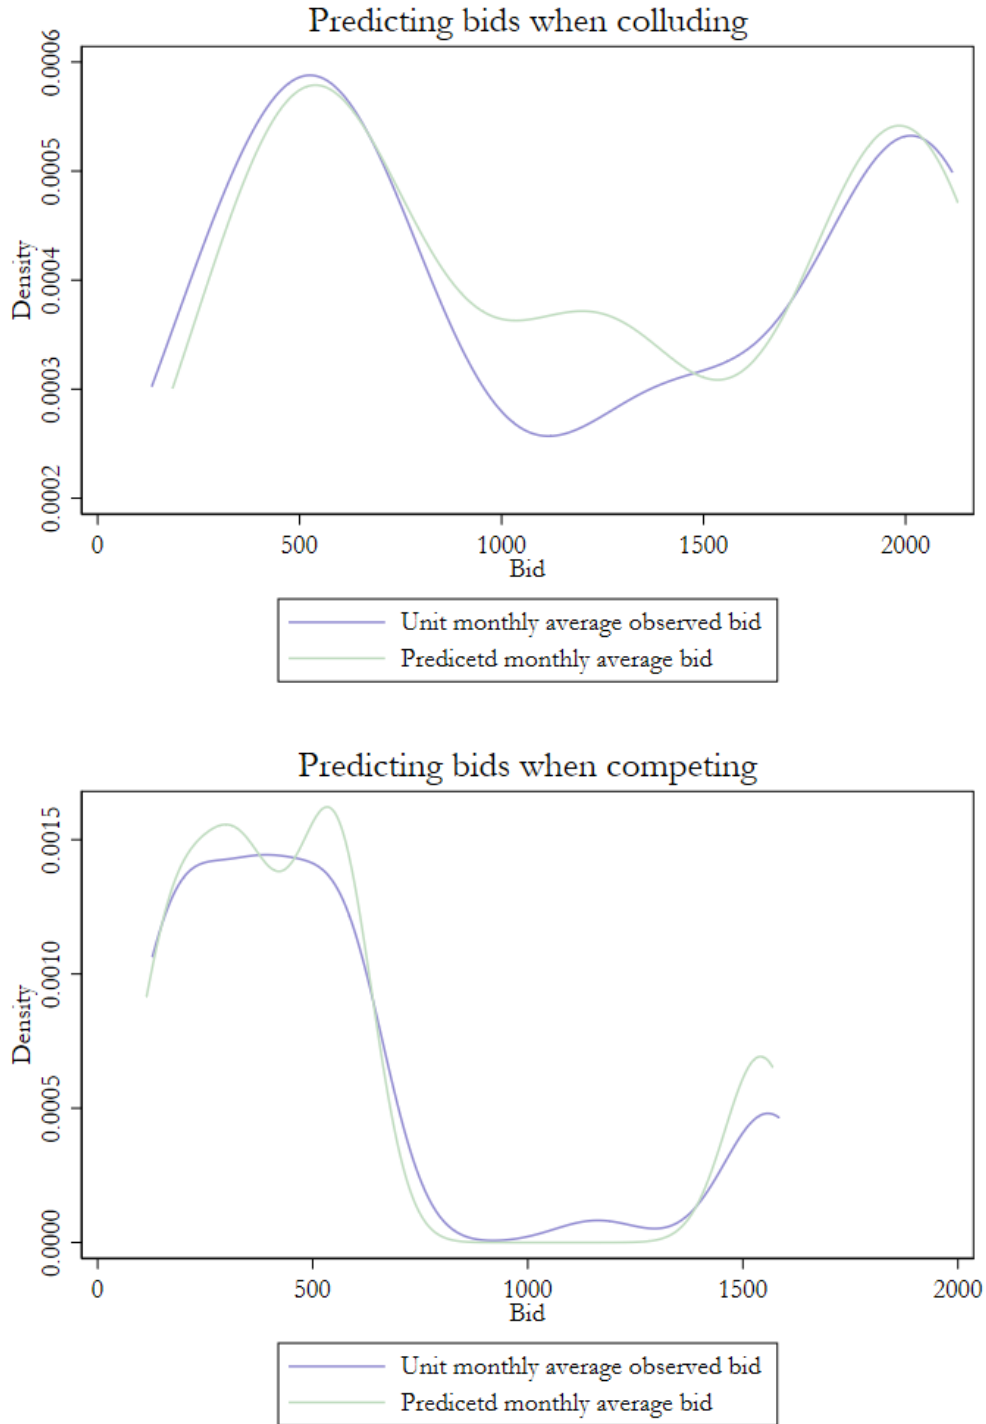 Predicting bids when colluding
Density
0.0006
0.0005
0.0004
0.0003
0.0002
0 500 1000 1500 2000
Bid
Unit monthly average observed bid
Predicetd monthly average bid
Predicting bids when competing
Density
0.0015
0.0010
0.0005
0.0000
0 500 1000 1500 2000
Bid
Unit monthly average observed bid
Predicetd monthly average bid